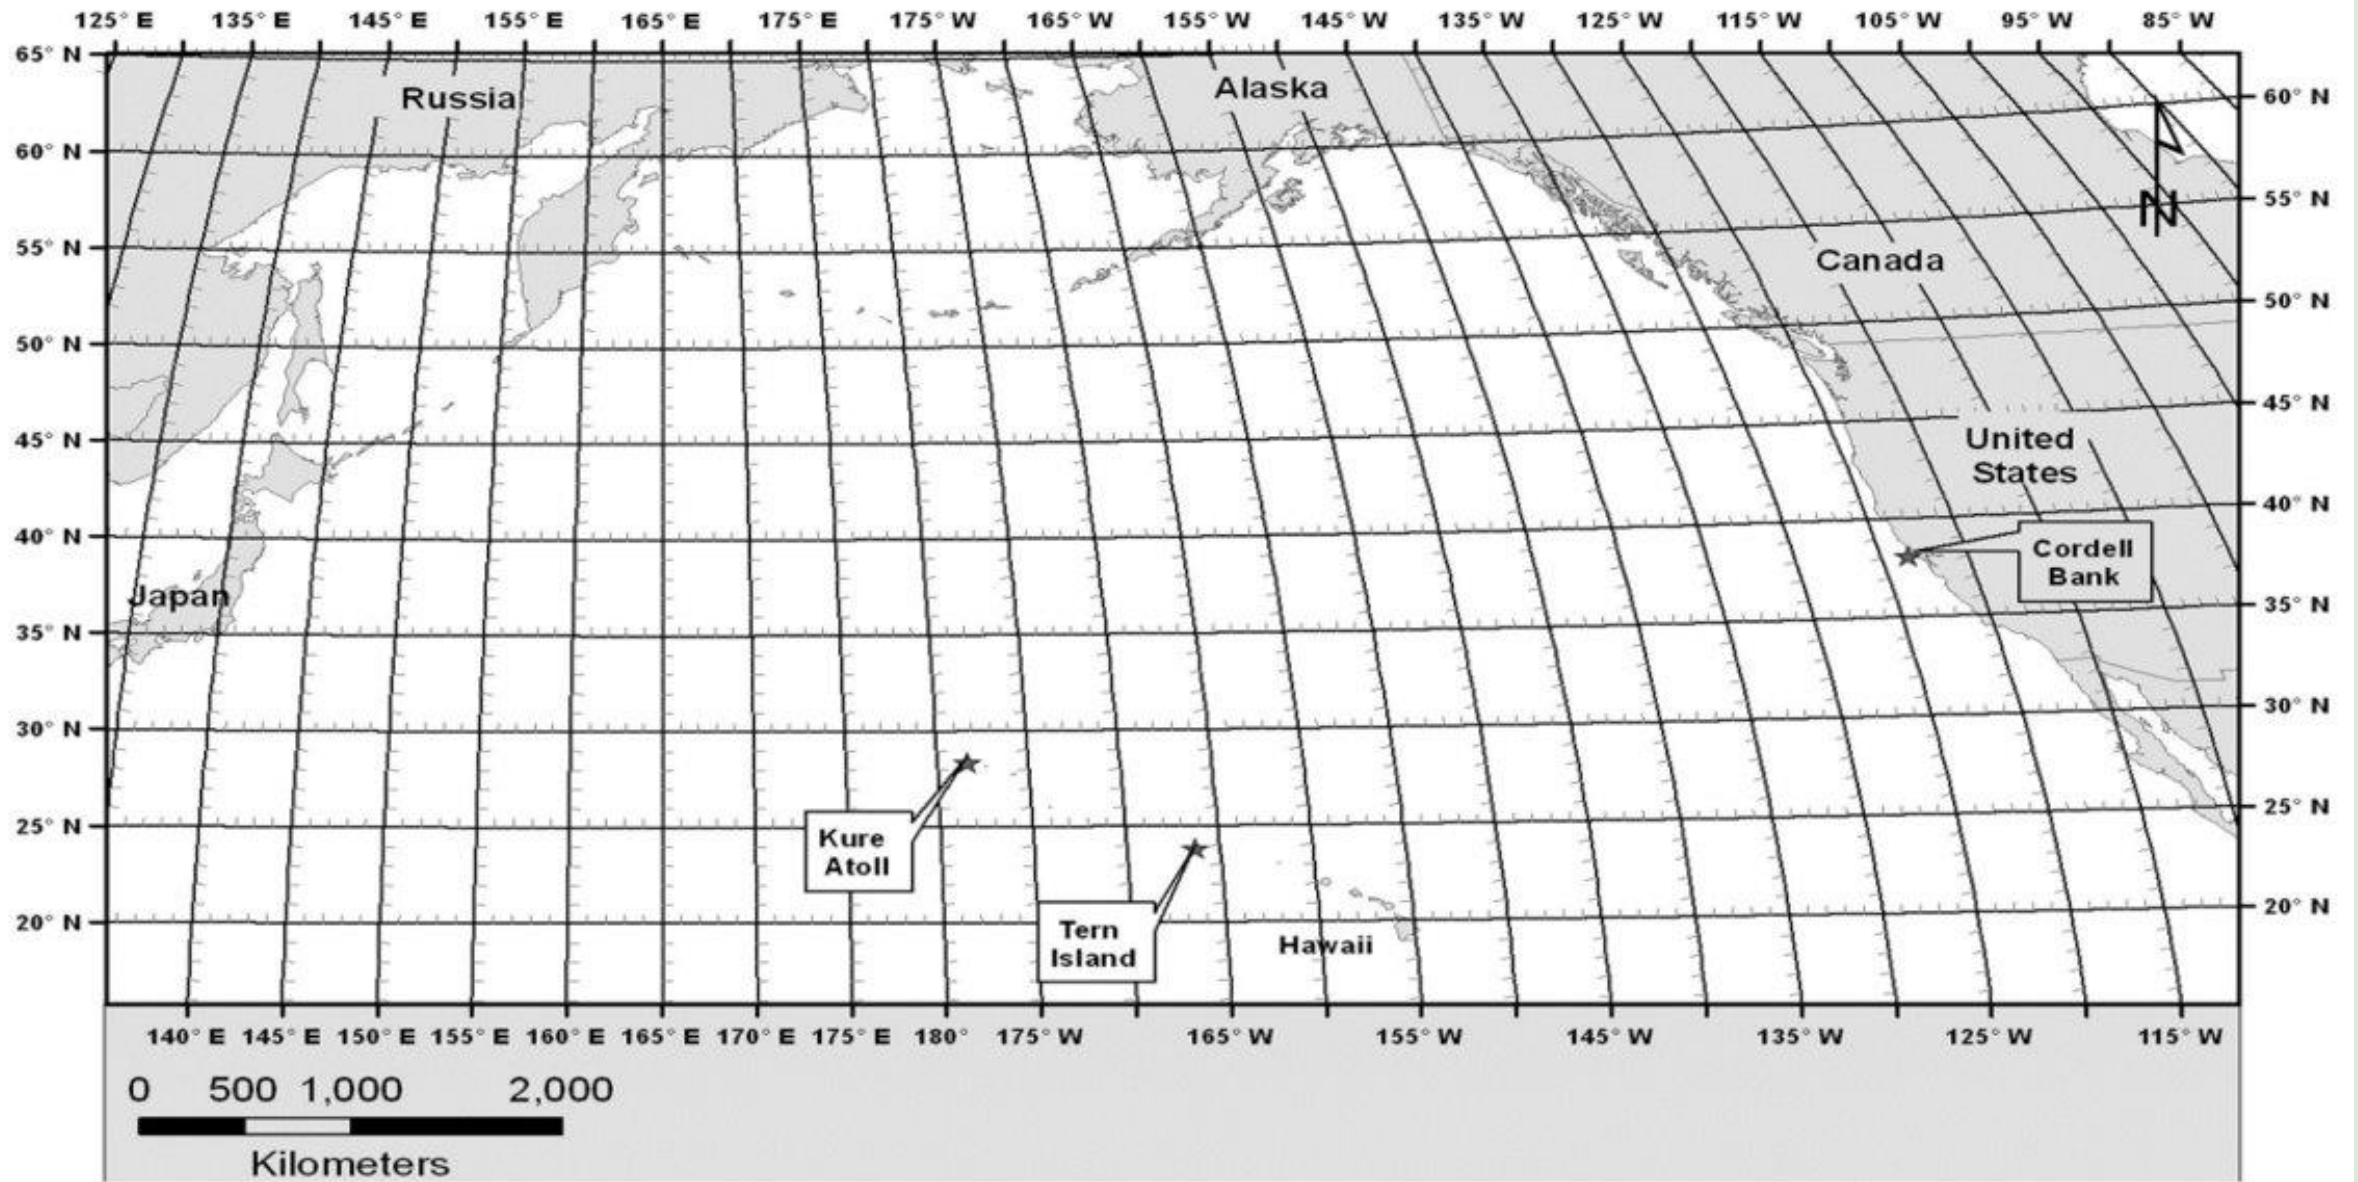 125° E 135° E 145° E 155° E 165° E 175° E 175° W 165° W 155° W 145° W 135° W 125° W 115° W 105° W 95° W 85° W
65° N
Russia
Alaska
60° N
60° N
55° N
55° N
N
Canada
50° N
50° N
45° N
45° N
United
States
40° N
40° N
Cordell
Bank
Japan
35° N
35° N
30° N
30° N
25° N
25° N
Kure
Atoll
20° N
20° N
Tern
Island
Hawaii
140° E 145° E 150° E 155° E 160° E 165° E 170° E 175° E 180° 175° W 165° W 155° W 145° W 135° W 125° W 115° W
0 500 1,000 2,000
Kilometers